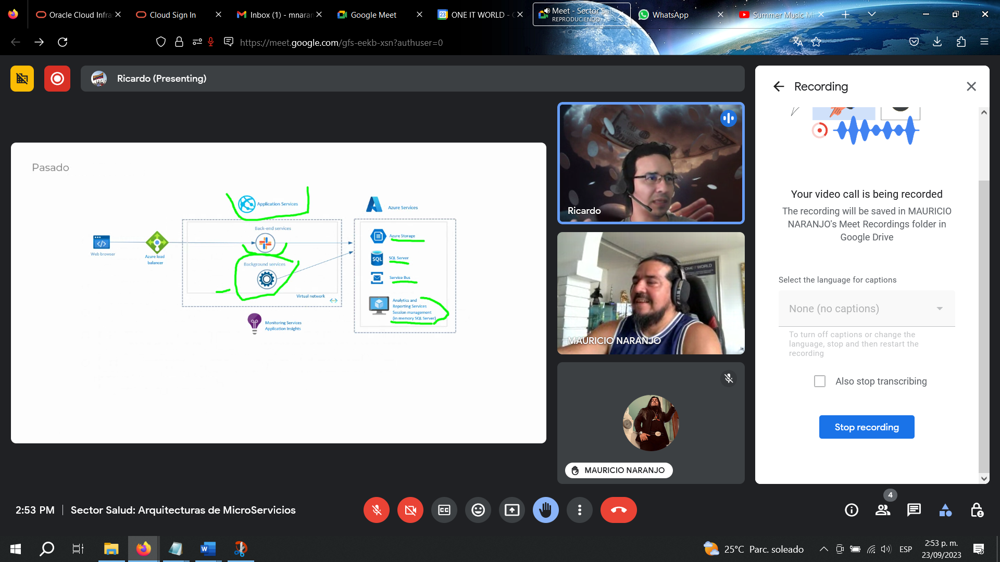 Oracle Cloud Infra
Cloud Sign In
Inbox (1) - mnaran
Google Meet
23
ONE IT WORLD - C
Meet - Sector Sal
REPRODUCIENDO
WhatsApp
Summer Music M
https://meet.google.com/gfs-eekb-xsn?authuser=0
Ricardo (Presenting)
Pasado
Application Services
Azure Services
Back-end services
Web browser
Azure load
balancer
Background services
Virtual network
Azure Storage
SQL
SQL Server
Service Bus
Analytics and
Reporting Services
Session management
(in memory SQL Server)
Monitoring Services
Application Insights
Ricardo
ONE IT WORLD
MAURICIO NARANJO
MAURICIO NARANJO
Recording
Your video call is being recorded
The recording will be saved in MAURICIO
NARANJO's Meet Recordings folder in
Google Drive
Select the language for captions
None (no captions)
To turn off captions or change the
language, stop and then restart the
recording
Also stop transcribing
Stop recording
2:53 PM
Sector Salud: Arquitecturas de MicroServicios
CC
4
W
25°C Parc. soleado
ESP
2:53 p. m.
23/09/2023